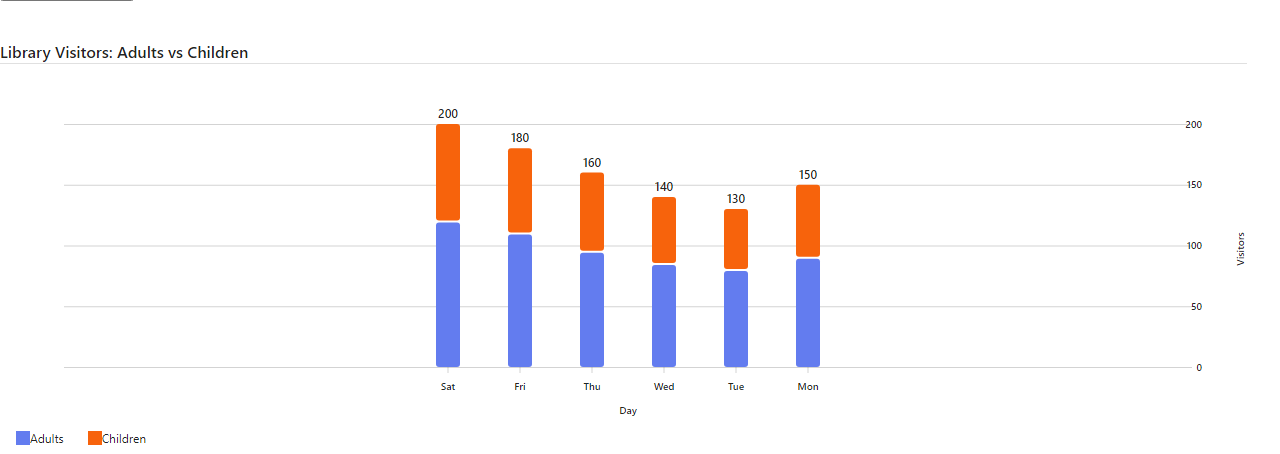 Library Visitors: Adults vs Children
200
180
160
140
130
150
200
150
100
50
0
Visitors
Sat Fri Thu Wed Tue Mon
Day
Adults Children